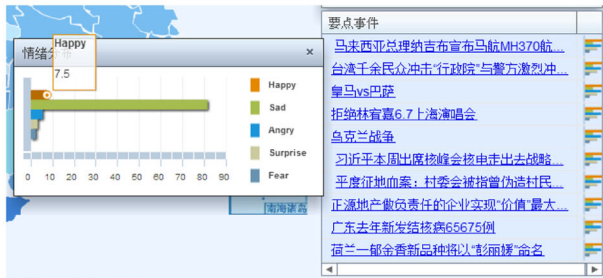 情绪分布
×
Happy
7.5
Happy
Sad
Angry
Surprise
Fear
0 10 20 30 40 50 60 70 80 90
南海诸岛
要点事件
马来西亚总理纳吉布宣布马航MH370航...
台湾千余民众冲击“行政院”与警方激烈冲...
皇马vs巴萨
拒绝林宥嘉6.7上海演唱会
乌克兰战争
习近平本周出席核峰会核电走出去战略...
平度征地血案：村委会被指曾伪造村民...
正源地产做负责任的企业实现“价值”最大...
广东去年新发结核病65675例
荷兰一郁金香新品种将以“彭丽媛”命名